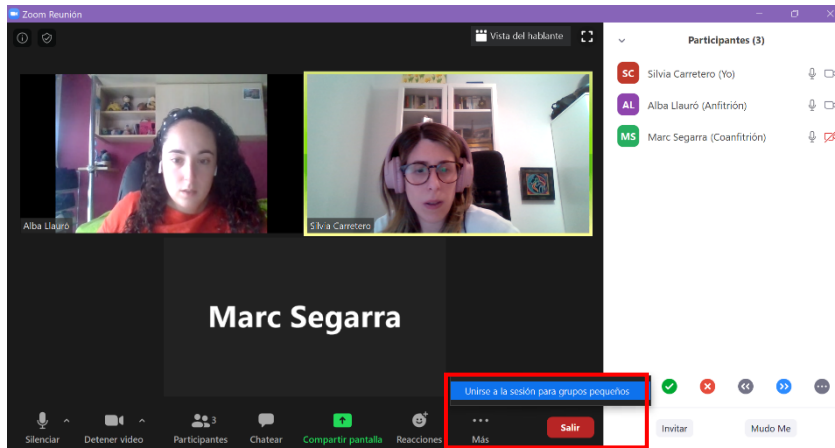 Zoom Reunión
Vista del hablante
Participantes (3)
SC Silvia Carretero (Yo)
AL Alba Llauró (Anfitrión)
MS Marc Segarra (Coanfitrión)
Alba Llauró
Silvia Carretero
Marc Segarra
Unirse a la sesión para grupos pequeños
3
Silenciar
Detener video
Participantes
Chatear
Compartir pantalla
Reacciones
Más
Salir
Invitar
Mudo Me